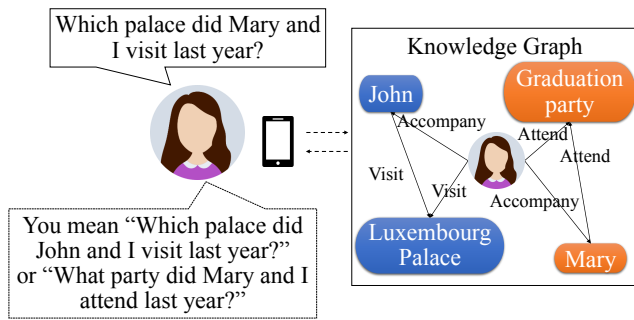 Which palace did Mary and
I visit last year?
You mean “Which palace did
John and I visit last year?”
or “What party did Mary and I
attend last year?”
Knowledge Graph
John
Graduation
party
Accompany
Attend
Attend
Visit
Visit
Accompany
Luxembourg
Palace
Mary